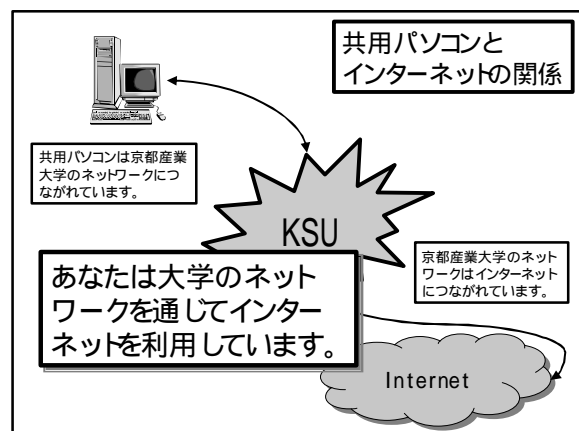 共用パソコンと
インターネットの関係
共用パソコンは京都産業
大学のネットワークにつ
ながれています。
KSU
京都産業大学のネット
ワークはインターネット
につながれています。
あなたは大学のネット
ワークを通じてインター
ネットを利用しています。
Internet